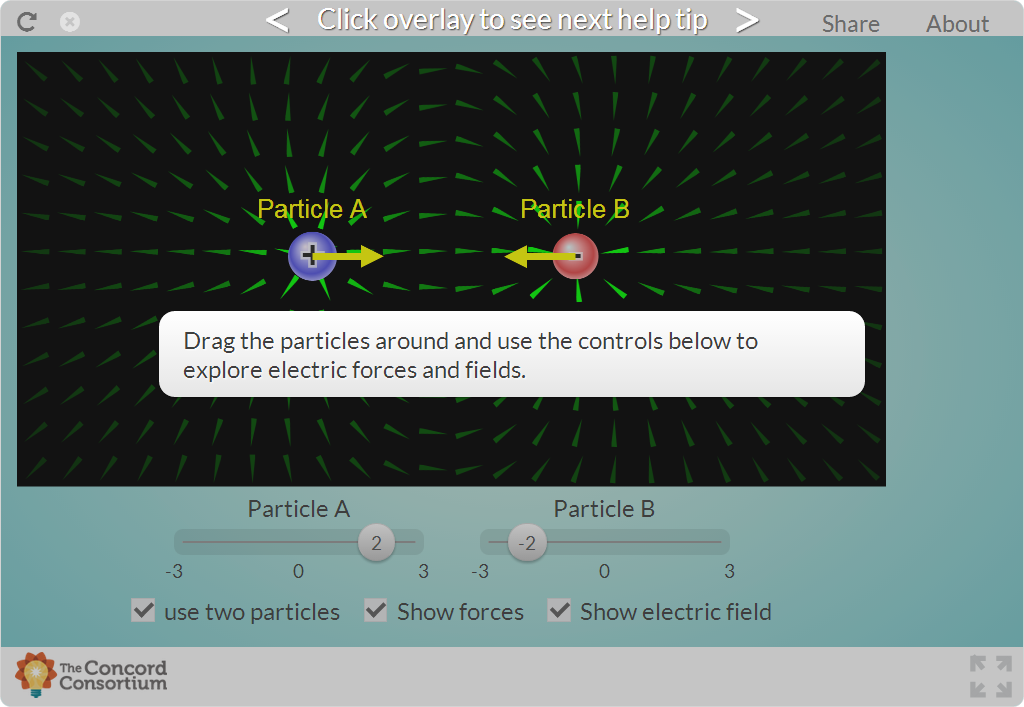 < Click overlay to see next help tip >
Share
About
Particle A
Particle B
+
-
Drag the particles around and use the controls below to
explore electric forces and fields.
Particle A
Particle B
2
-2
-3 0 3
-3 0 3
use two particles
Show forces
Show electric field
The Concord
Consortium